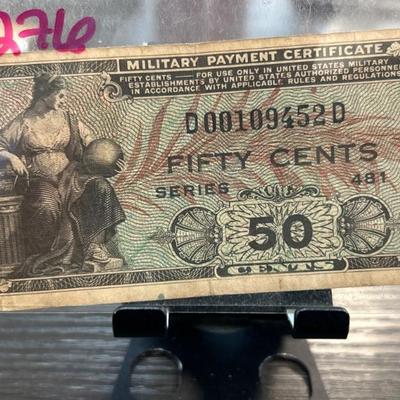 276
MILITARY PAYMENT CERTIFICATE
FIFTY CENTS — FOR USE ONLY IN UNITED STATES MILITARY
ESTABLISHMENTS BY UNITED STATES AUTHORIZED PERSONNEL
IN ACCORDANCE WITH APPLICABLE RULES AND REGULATIONS
D00109452D
FIFTY CENTS
SERIES 481
50
CENTS